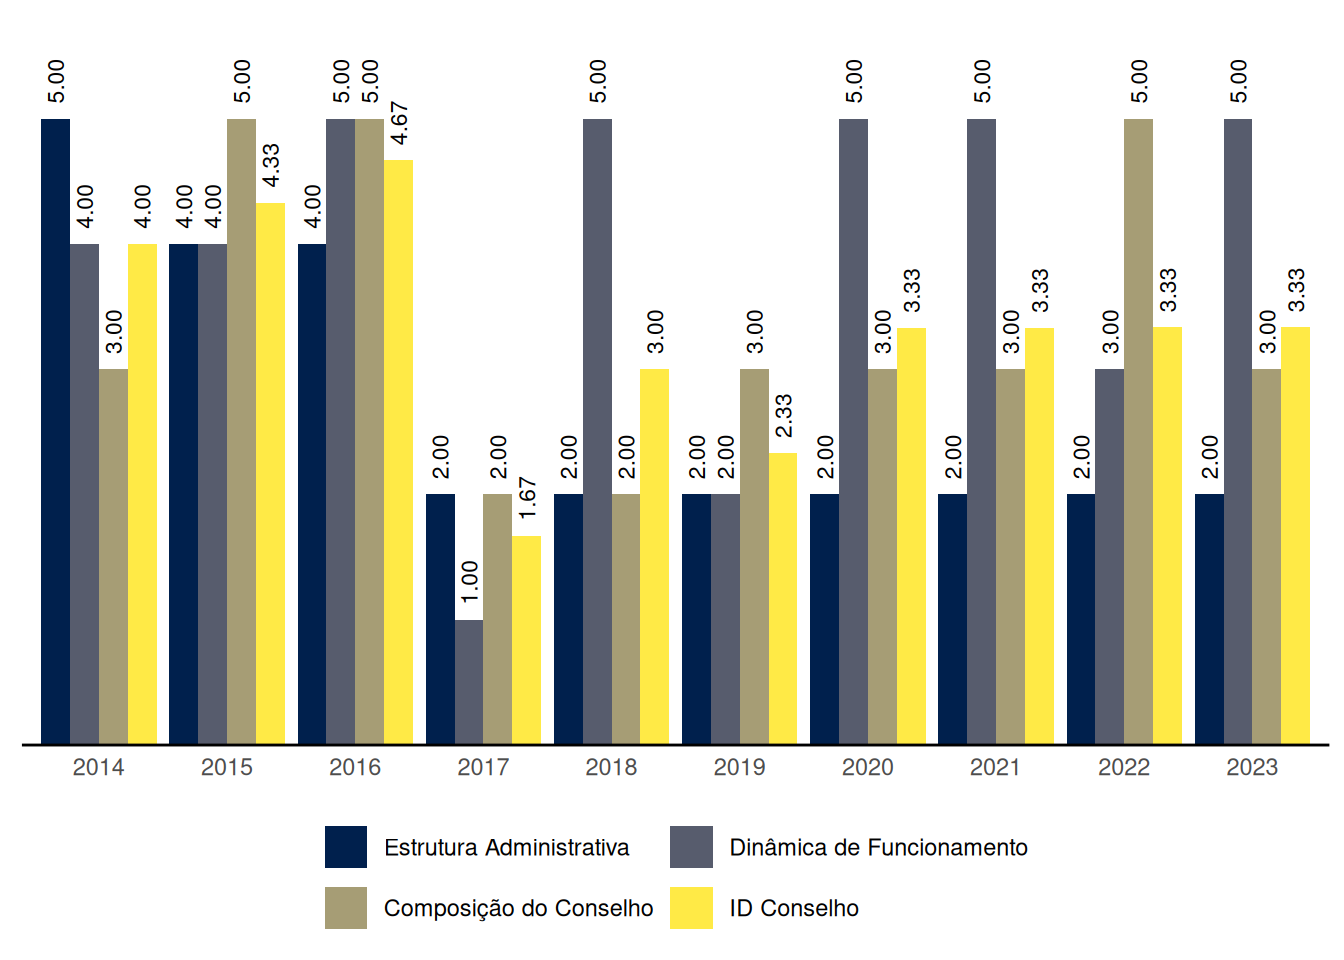 5.00 4.00 3.00 4.00 4.00 4.00 5.00 4.33 4.00 5.00 5.00 4.67 2.00 1.00 2.00 1.67 2.00 5.00 2.00 3.00 2.00 2.00 3.00 2.33 2.00 5.00 3.00 3.33 2.00 5.00 3.00 3.33 2.00 3.00 5.00 3.33 2.00 5.00 3.00 3.33
2014 2015 2016 2017 2018 2019 2020 2021 2022 2023
Estrutura Administrativa Dinâmica de Funcionamento
Composição do Conselho ID Conselho